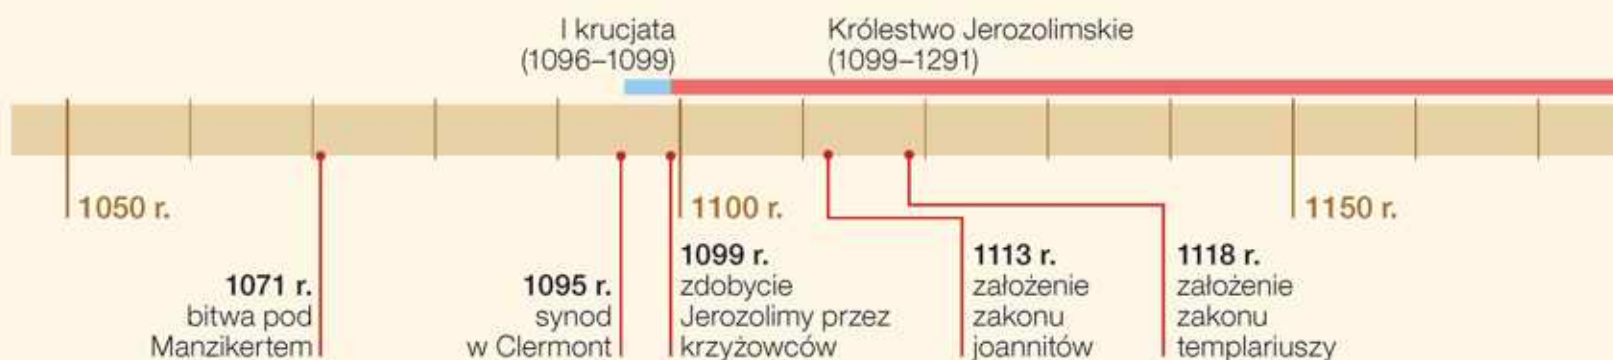 I krucjata
(1096–1099)
Królestwo Jerozolimskie
(1099–1291)
1050 r.
1100 r.
1150 r.
1071 r.
bitwa pod
Manzikertem
1095 r.
synod
w Clermont
1099 r.
zdobycie
Jerozolimy przez
krzyżowców
1113 r.
założenie
zakonu
joannitów
1118 r.
założenie
zakonu
templariuszy